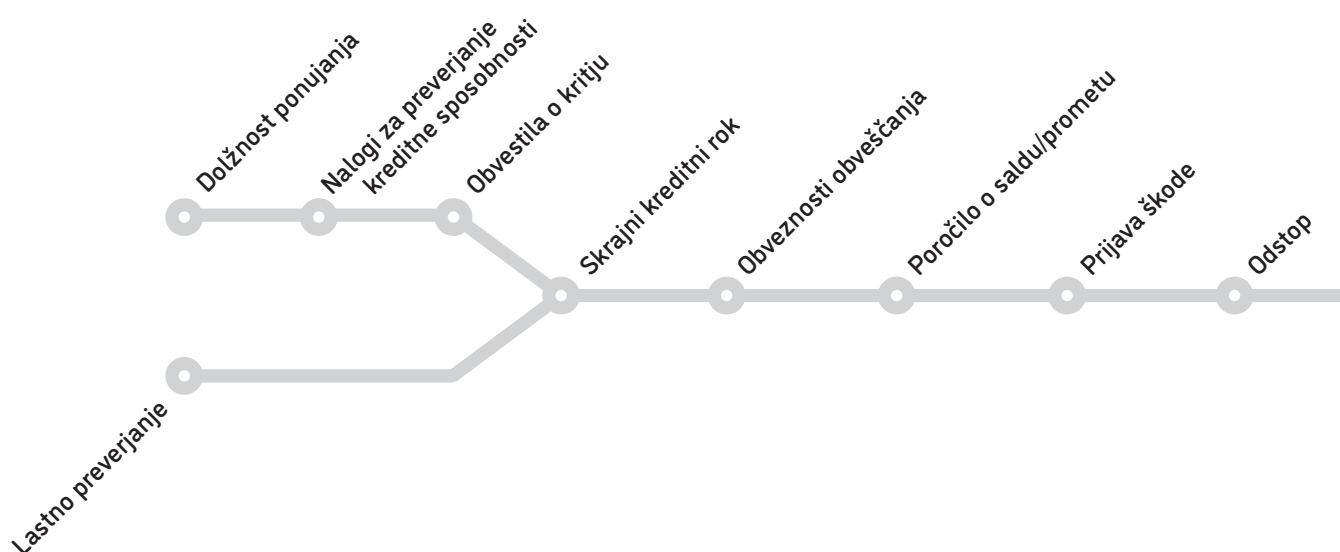 Dolžnost ponujanja
Nalogi za preverjanje
kreditne sposobnosti
Obvestila o kritju
Skrajni kreditni rok
Obveznosti obveščanja
Poročilo o saldu/prometu
Prijava škode
Odstop
Lastno preverjanje